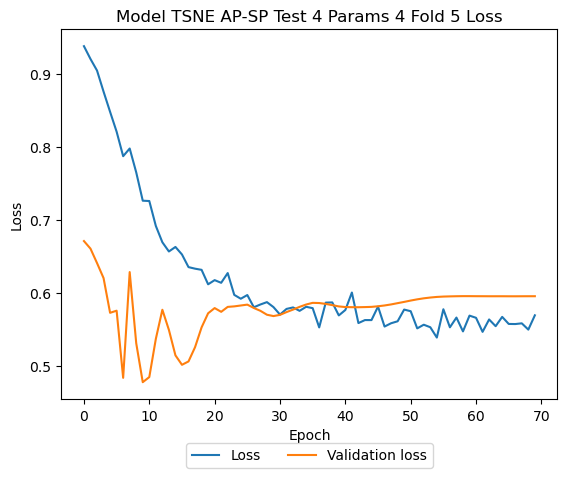 Model TSNE AP-SP Test 4 Params 4 Fold 5 Loss
Loss
0.9
0.8
0.7
0.6
0.5
0 10 20 30 40 50 60 70
Epoch
Loss Validation loss